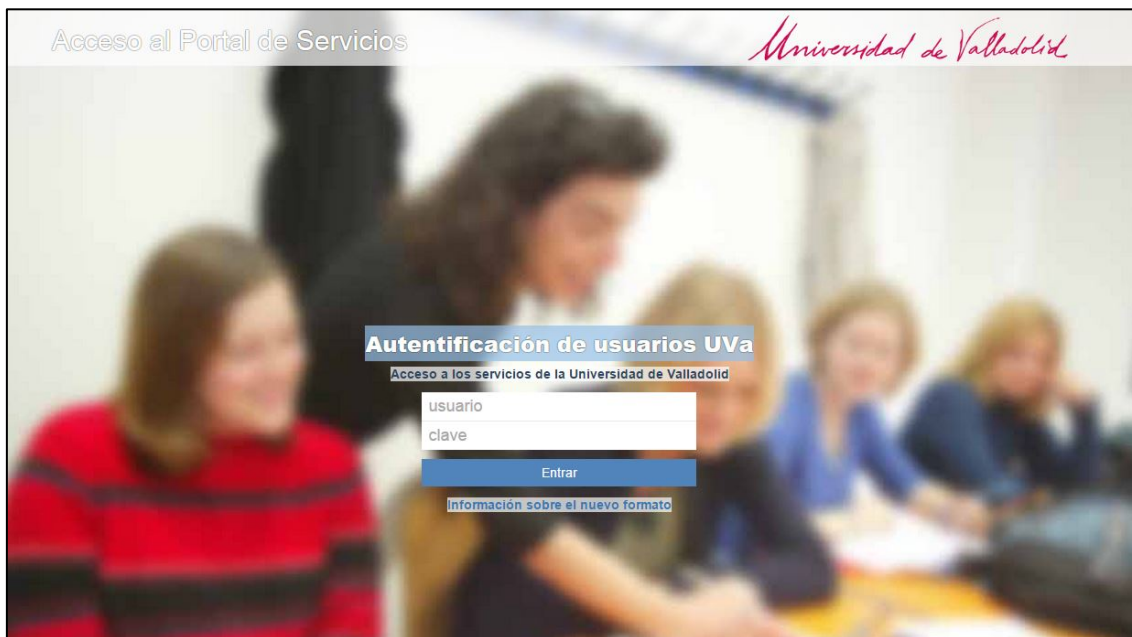 Acceso al Portal de Servicios
Universidad de Valladolid
Autentificación de usuarios UVa
Acceso a los servicios de la Universidad de Valladolid
usuario
clave
Entrar
Información sobre el nuevo formato